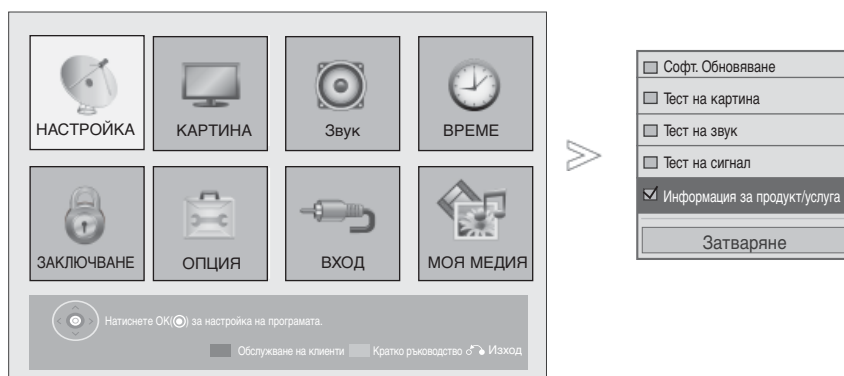 НАСТРОЙКА
КАРТИНА
Звук
ВРЕМЕ
ЗАКЛЮЧВАНЕ
ОПЦИЯ
ВХОД
МОЯ МЕДИЯ
Натиснете OK(◉) за настройка на програмата.
Обслужване на клиенти Кратко ръководство Изход
Софт. Обновяване
Тест на картина
Тест на звук
Тест на сигнал
Информация за продукт/услуга
Затваряне